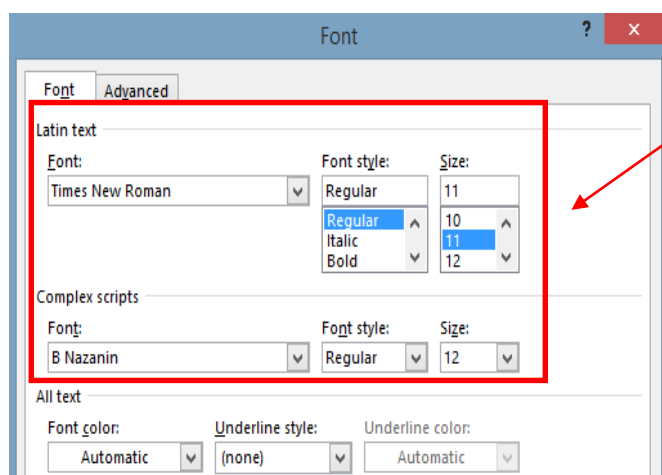 Font ? ×
Font Advanced
Latin text
Font: Font style: Size:
Times New Roman Regular 11
Regular 10
Italic 11
Bold 12
Complex scripts
Font: Font style: Size:
B Nazanin Regular 12
All text
Font color: Underline style: Underline color:
Automatic (none) Automatic